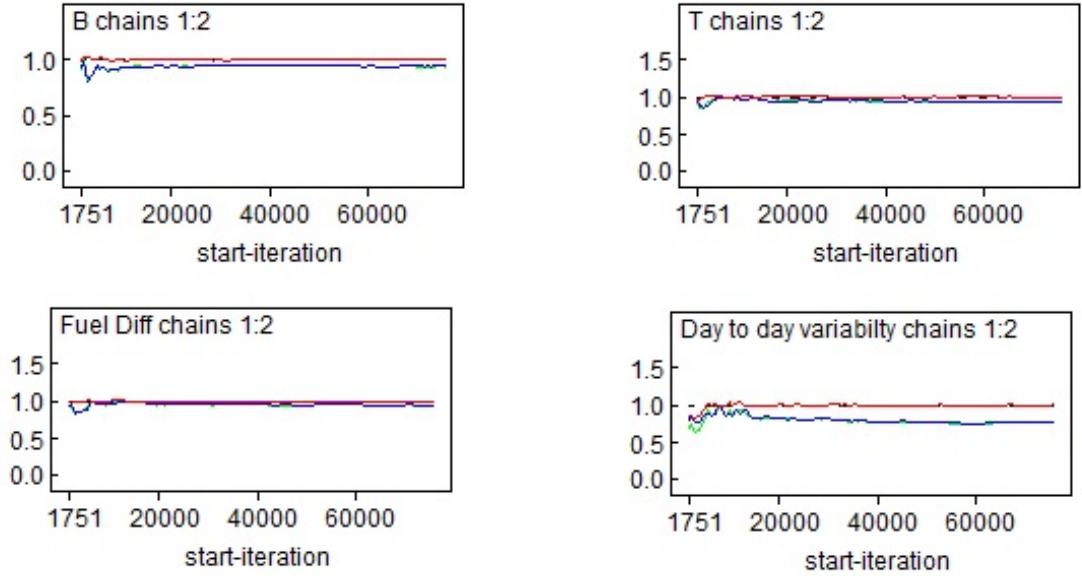 B chains 1:2
1.0
0.5
0.0
1751 20000 40000 60000
start-iteration
T chains 1:2
1.5
1.0
0.5
0.0
1751 20000 40000 60000
start-iteration
Fuel Diff chains 1:2
1.5
1.0
0.5
0.0
1751 20000 40000 60000
start-iteration
Day to day variabilty chains 1:2
1.5
1.0
0.5
0.0
1751 20000 40000 60000
start-iteration